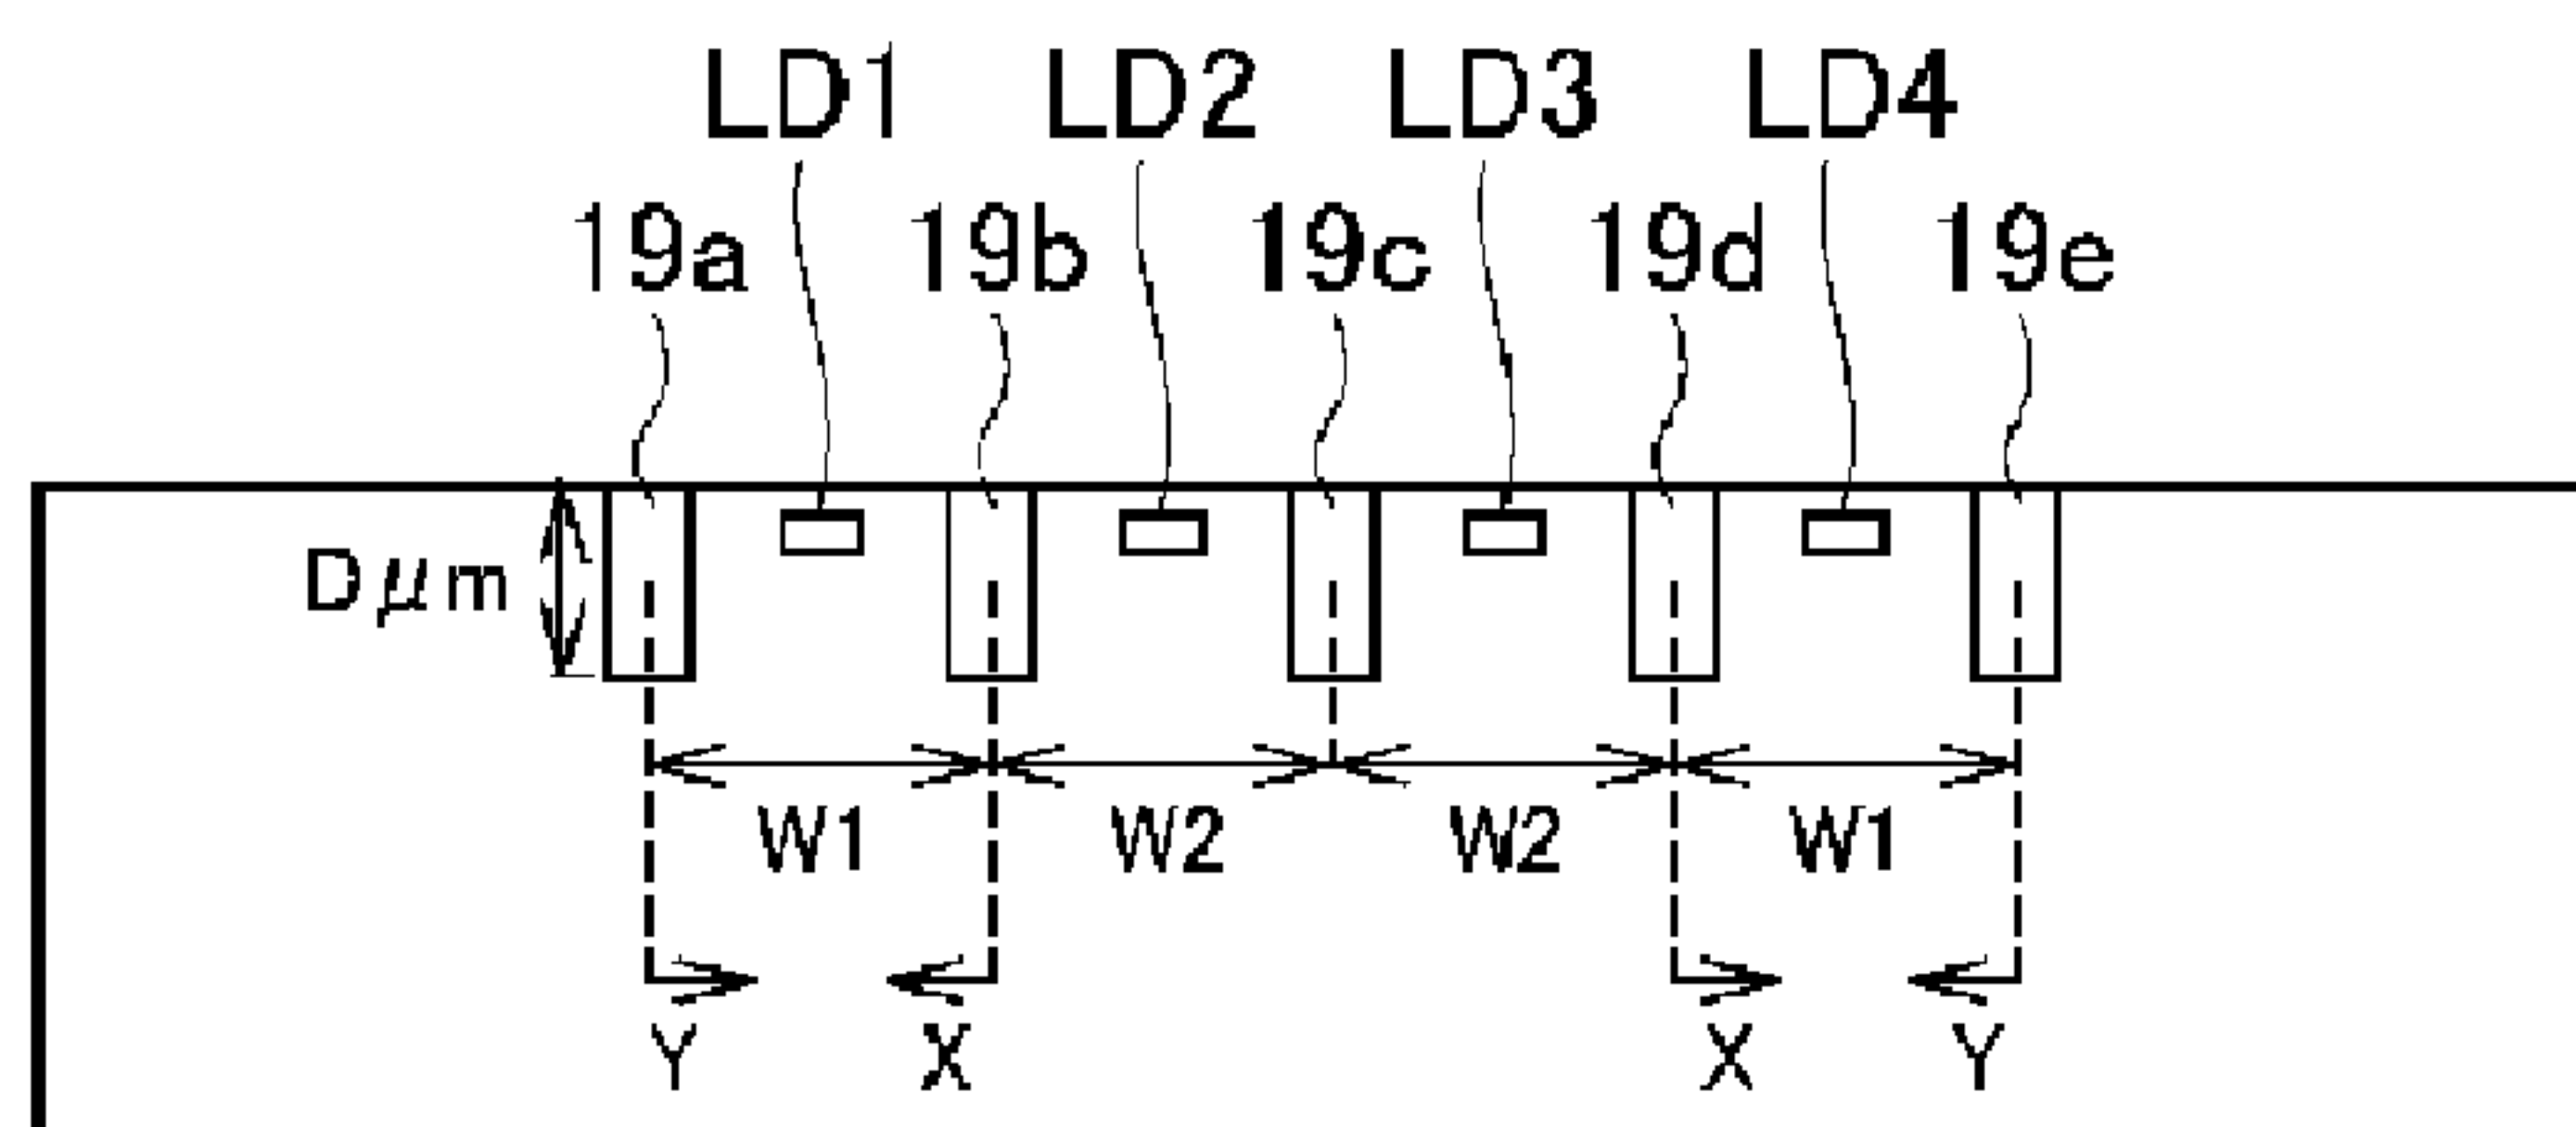 LD1 LD2 LD3 LD4
19a 19b 19c 19d 19e
Dμm
W1 W2 W2 W1
Y X X Y